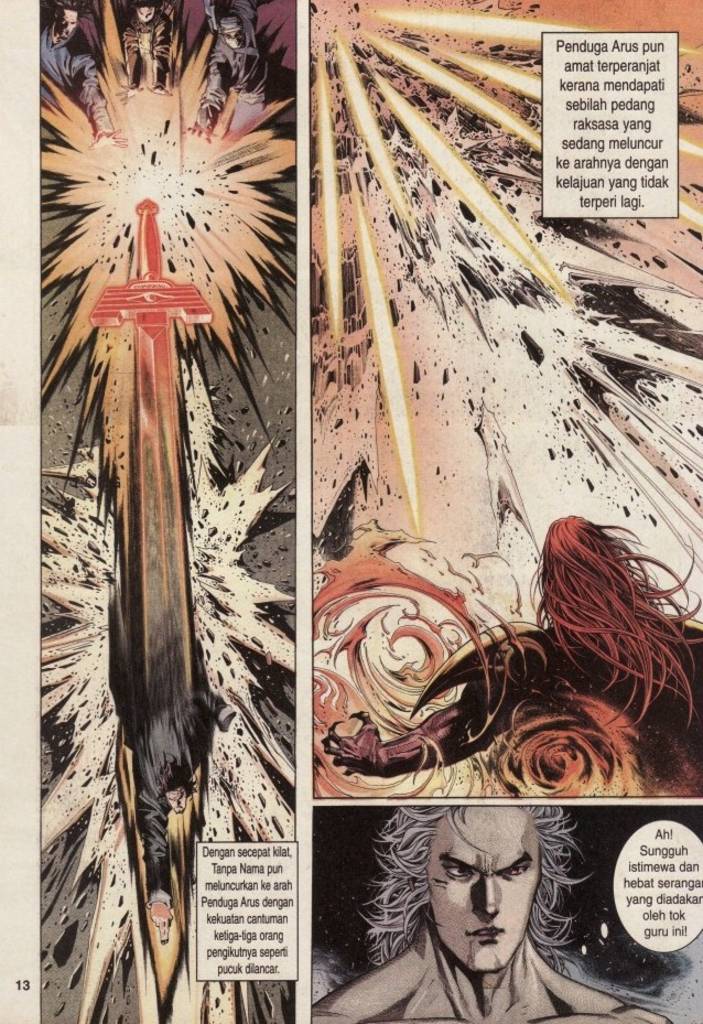 Dengan secepat kilat,
Tanpa Nama pun
meluncurkan ke arah
Penduga Arus dengan
kekuatan cantuman
ketiga-tiga orang
pengikutnya seperti
pucuk dilancar.
13
Penduga Arus pun
amat terperanjat
kerana mendapati
sebilah pedang
raksasa yang
sedang meluncur
ke arahnya dengan
kelajuan yang tidak
terperi lagi.
Ah!
Sungguh
istimewa dan
hebat serangan
yang diadakan
oleh tok
guru ini!